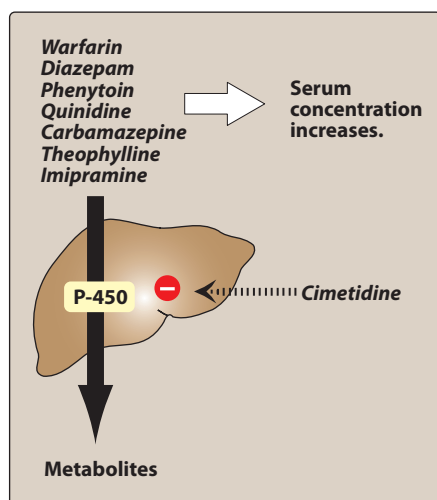 Warfarin
Diazepam
Phenytoin
Quinidine
Carbamazepine
Theophylline
Imipramine
Serum
concentration
increases.
P-450
Cimetidine
Metabolites